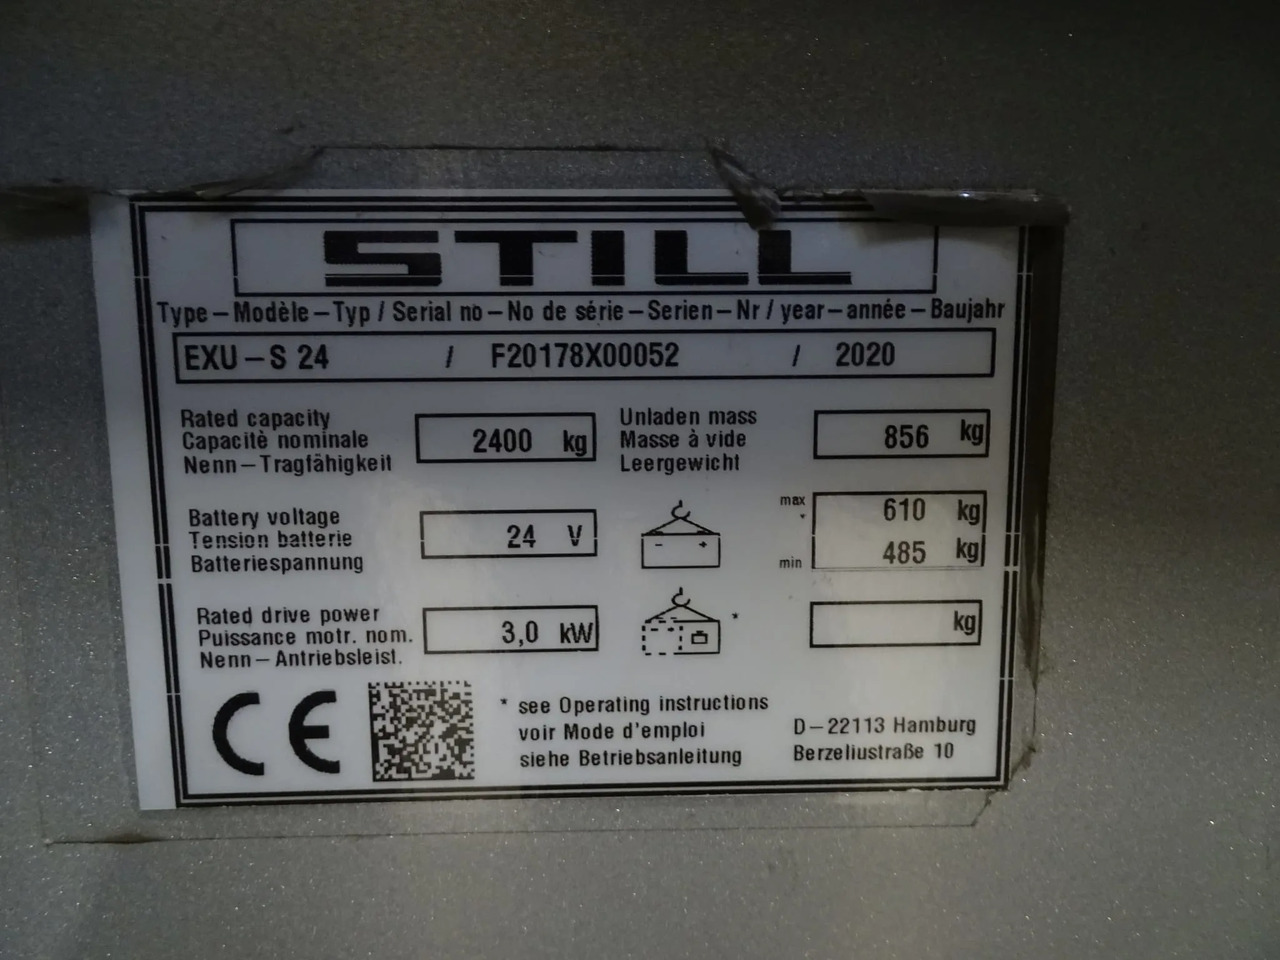 STILL
Type – Modèle – Typ / Serial no – No de série – Serien – Nr / year – année – Baujahr
EXU – S 24 / F20178X00052 / 2020
Rated capacity
Capacitè nominale
Nenn – Tragfähigkeit
2400 kg
Unladen mass
Masse à vide
Leergewicht
856 kg
Battery voltage
Tension batterie
Batteriespannung
24 V
- +
max 610 kg
*
min 485 kg
Rated drive power
Puissance motr. nom.
Nenn – Antriebsleist.
3,0 kW
- +
*
kg
CE
* see Operating instructions
voir Mode d'emploi
siehe Betriebsanleitung
D – 22113 Hamburg
Berzeliustraße 10